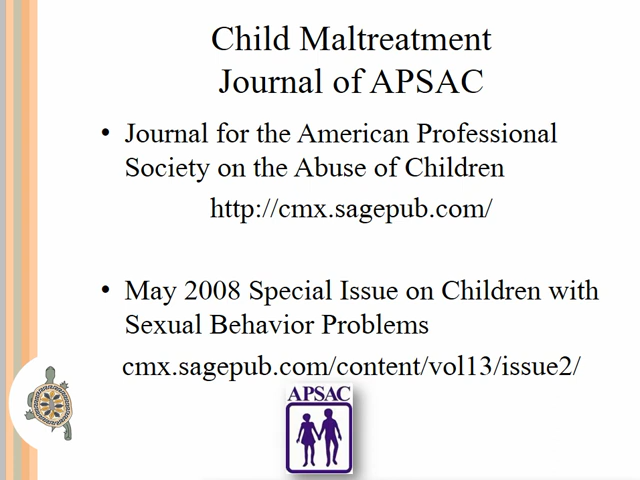 Child Maltreatment
Journal of APSAC
• Journal for the American Professional
Society on the Abuse of Children
http://cmx.sagepub.com/
• May 2008 Special Issue on Children with
Sexual Behavior Problems
cmx.sagepub.com/content/vol13/issue2/
APSAC